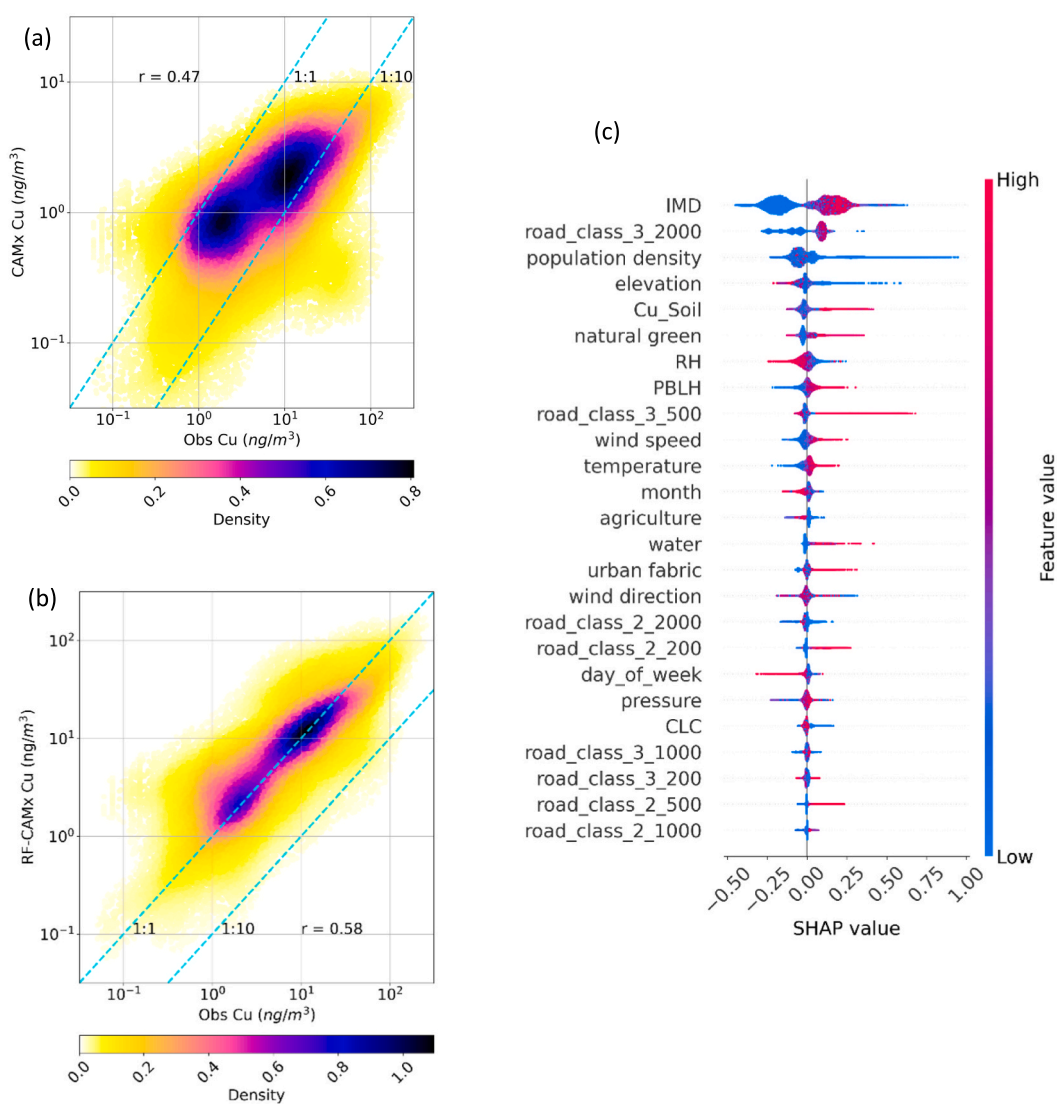 (a)
r = 0.47
1:1
1:10
10¹
10⁰
10⁻¹
CAMx Cu (ng/m³)
10⁻¹ 10⁰ 10¹ 10²
Obs Cu (ng/m³)
0.0 0.2 0.4 0.6 0.8
Density
(b)
10²
10¹
10⁰
10⁻¹
RF-CAMx Cu (ng/m³)
1:1
1:10
r = 0.58
10⁻¹ 10⁰ 10¹ 10²
Obs Cu (ng/m³)
0.0 0.2 0.4 0.6 0.8 1.0
Density
(c)
High
IMD
road_class_3_2000
population density
elevation
Cu_Soil
natural green
RH
PBLH
road_class_3_500
wind speed
temperature
month
agriculture
water
urban fabric
wind direction
road_class_2_2000
road_class_2_200
day_of_week
pressure
CLC
road_class_3_1000
road_class_3_200
road_class_2_500
road_class_2_1000
Low
Feature value
−0.50 −0.25 0.00 0.25 0.50 0.75 1.00
SHAP value